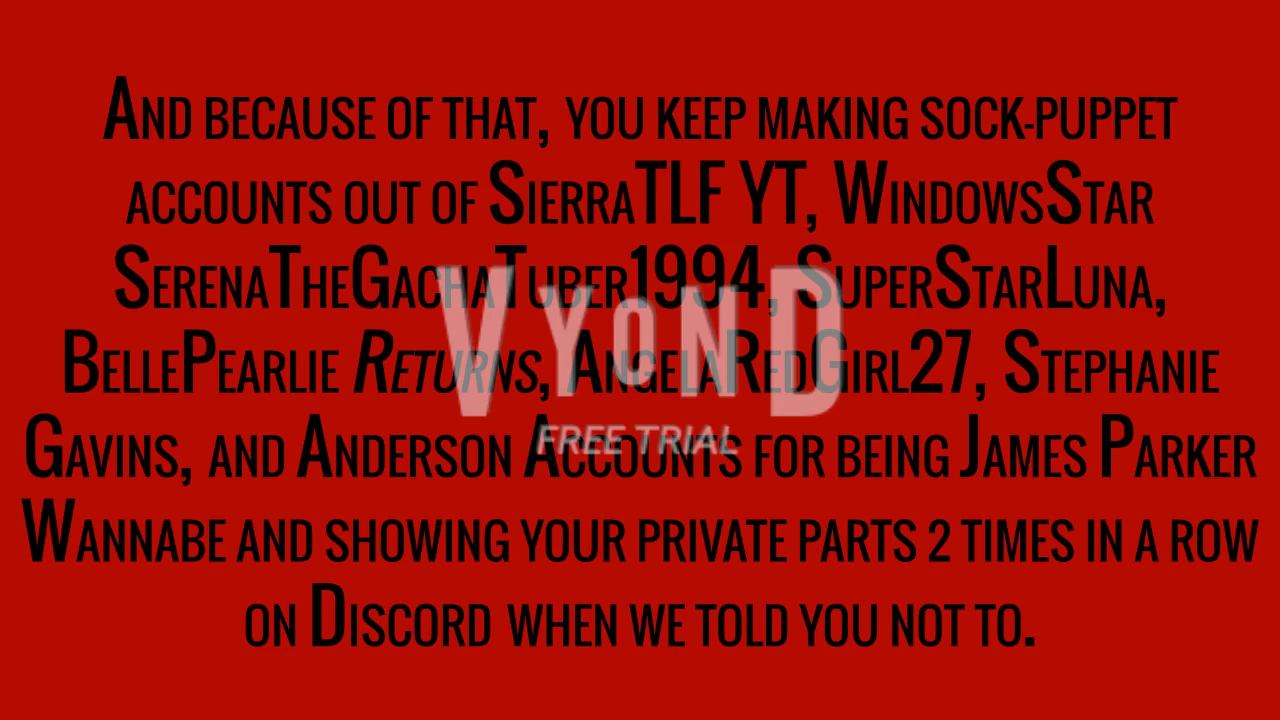 And because of that, you keep making sock-puppet
accounts out of SierraTLF YT, WindowsStar
SerenaTheGachaTuber1994, SuperStarLuna,
BellePearlie Returns, AngelaRedGirl27, Stephanie
Gavins, and Anderson Accounts for being James Parker
Wannabe and showing your private parts 2 times in a row
on Discord when we told you not to.
Vyond
FREE TRIAL